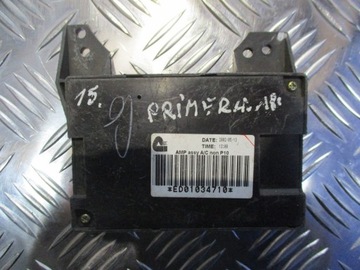 15. PRIMERA
DATE:
TIME:
AMP assy A/C non P10
*ED01034710*